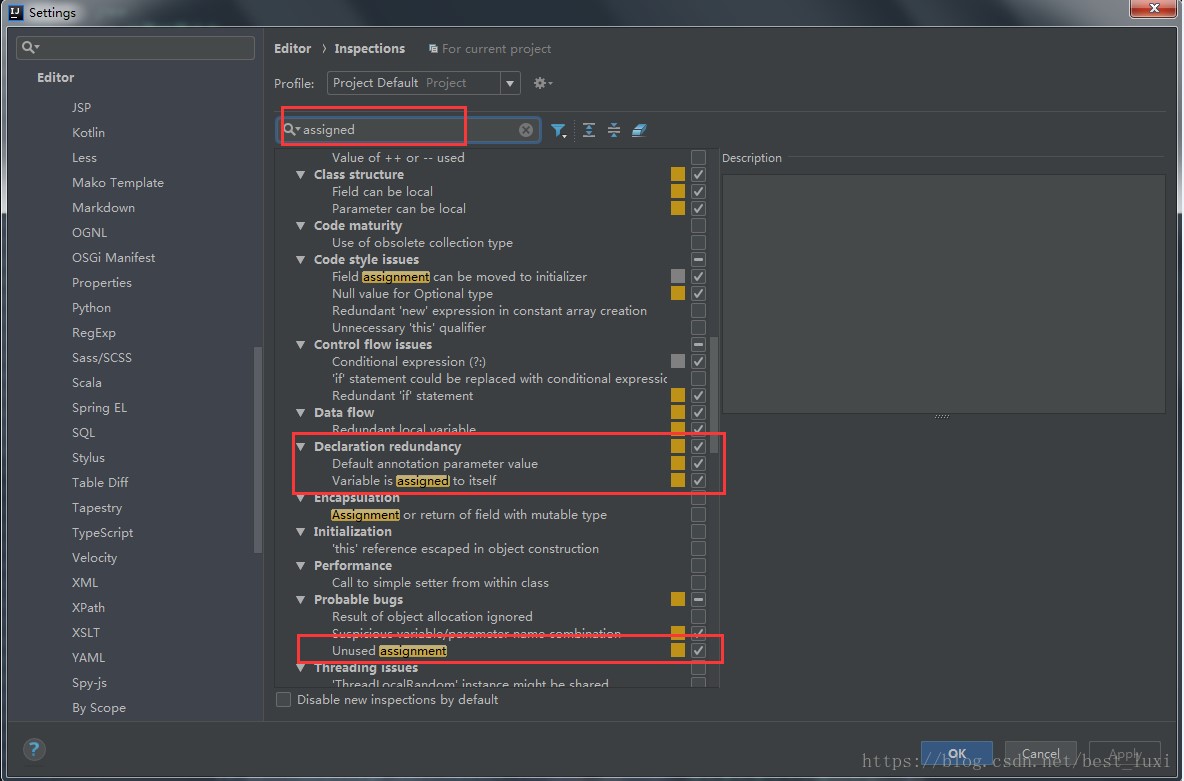 IJ Settings
Editor
JSP
Kotlin
Less
Mako Template
Markdown
OGNL
OSGi Manifest
Properties
Python
RegExp
Sass/SCSS
Scala
Spring EL
SQL
Stylus
Table Diff
Tapestry
TypeScript
Velocity
XML
XPath
XSLT
YAML
Spy-js
By Scope
Editor › Inspections For current project
Profile: Project Default Project
assigned
Value of ++ or -- used
Class structure
Field can be local
Parameter can be local
Code maturity
Use of obsolete collection type
Code style issues
Field assignment can be moved to initializer
Null value for Optional type
Redundant 'new' expression in constant array creation
Unnecessary 'this' qualifier
Control flow issues
Conditional expression (?:)
'if' statement could be replaced with conditional expressic
Redundant 'if' statement
Data flow
Redundant local variable
Declaration redundancy
Default annotation parameter value
Variable is assigned to itself
Encapsulation
Assignment or return of field with mutable type
Initialization
'this' reference escaped in object construction
Performance
Call to simple setter from within class
Probable bugs
Result of object allocation ignored
Suspicious variable/parameter name combination
Unused assignment
Threading issues
'ThreadLocalRandom' instance might be shared
Disable new inspections by default
Description
?
OK Cancel Apply
https://blog.csdn.net/best_luxi